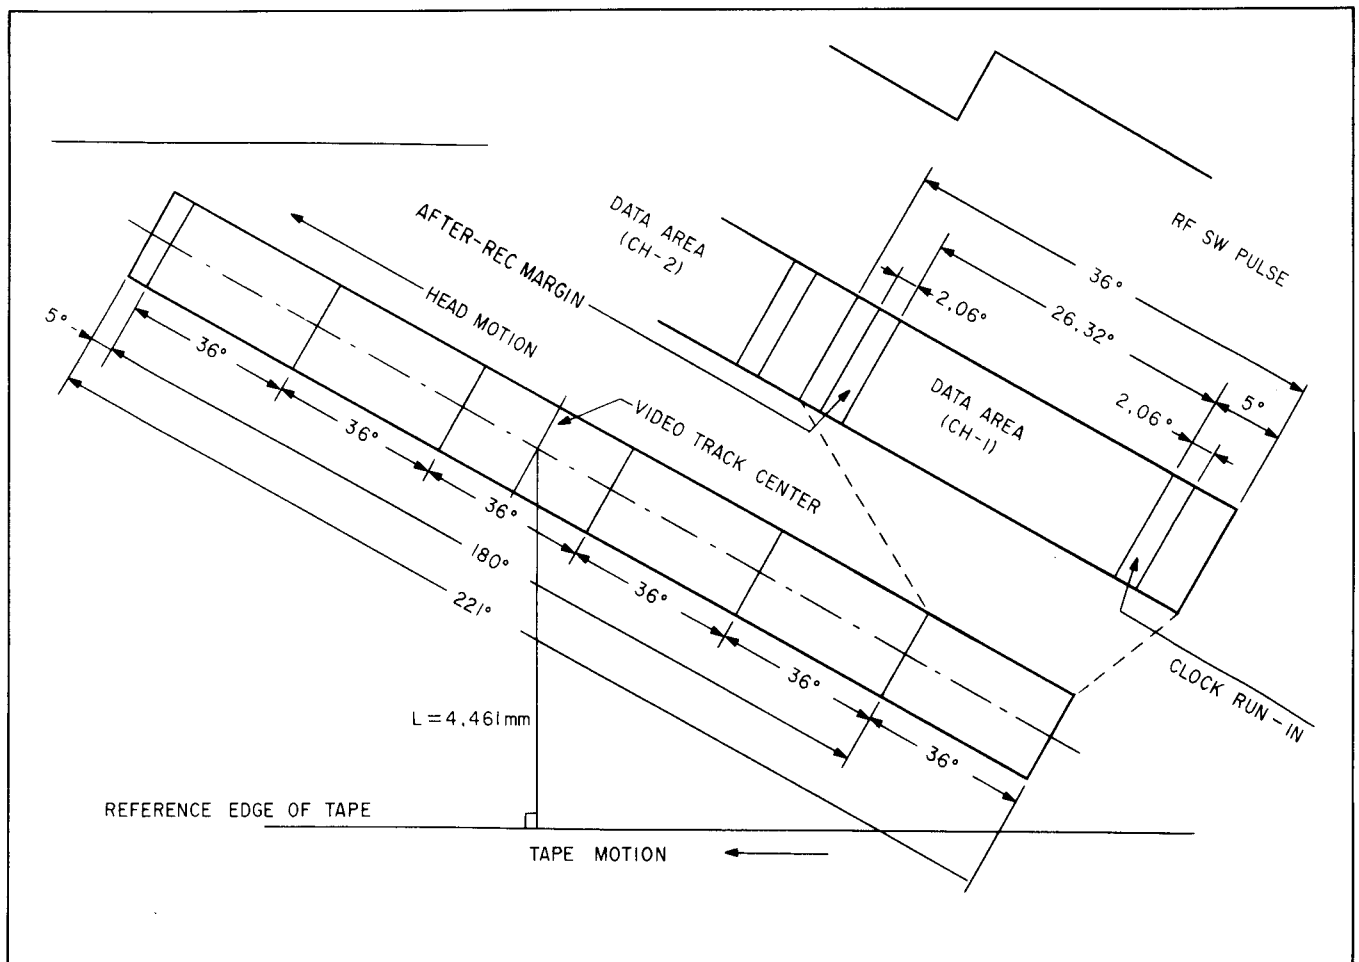 RF SW PULSE
36°
DATA AREA
(CH-2)
2.06°
26.32°
5°
2.06°
DATA AREA
(CH-1)
CLOCK RUN-IN
AFTER-REC MARGIN
HEAD MOTION
VIDEO TRACK CENTER
5°
36°
36°
36°
36°
36°
36°
180°
221°
L=4.461mm
REFERENCE EDGE OF TAPE
TAPE MOTION